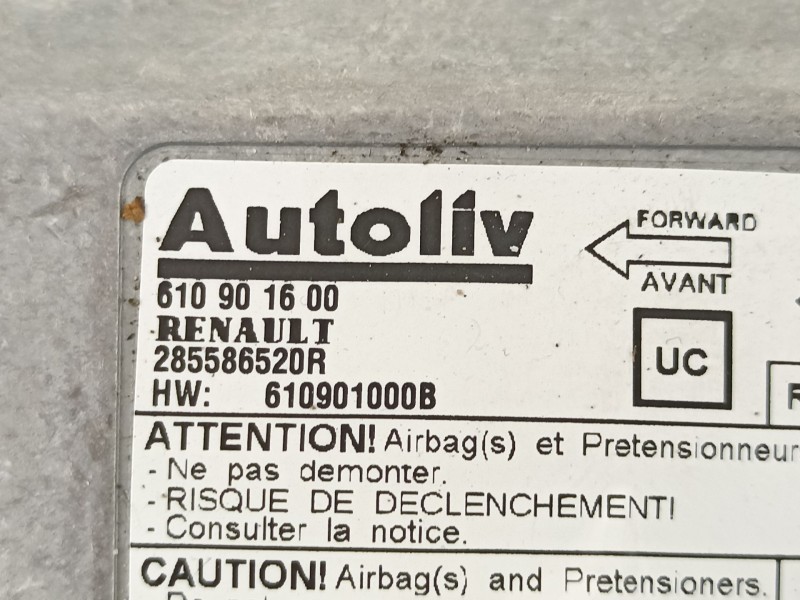 Autoliv
FORWARD
AVANT
610 90 16 00
RENAULT
285586520R
UC
HW: 610901000B
ATTENTION! Airbag(s) et Pretensionneur
- Ne pas demonter.
- RISQUE DE DECLENCHEMENT!
- Consulter la notice.
CAUTION! Airbag(s) and Pretensioners.